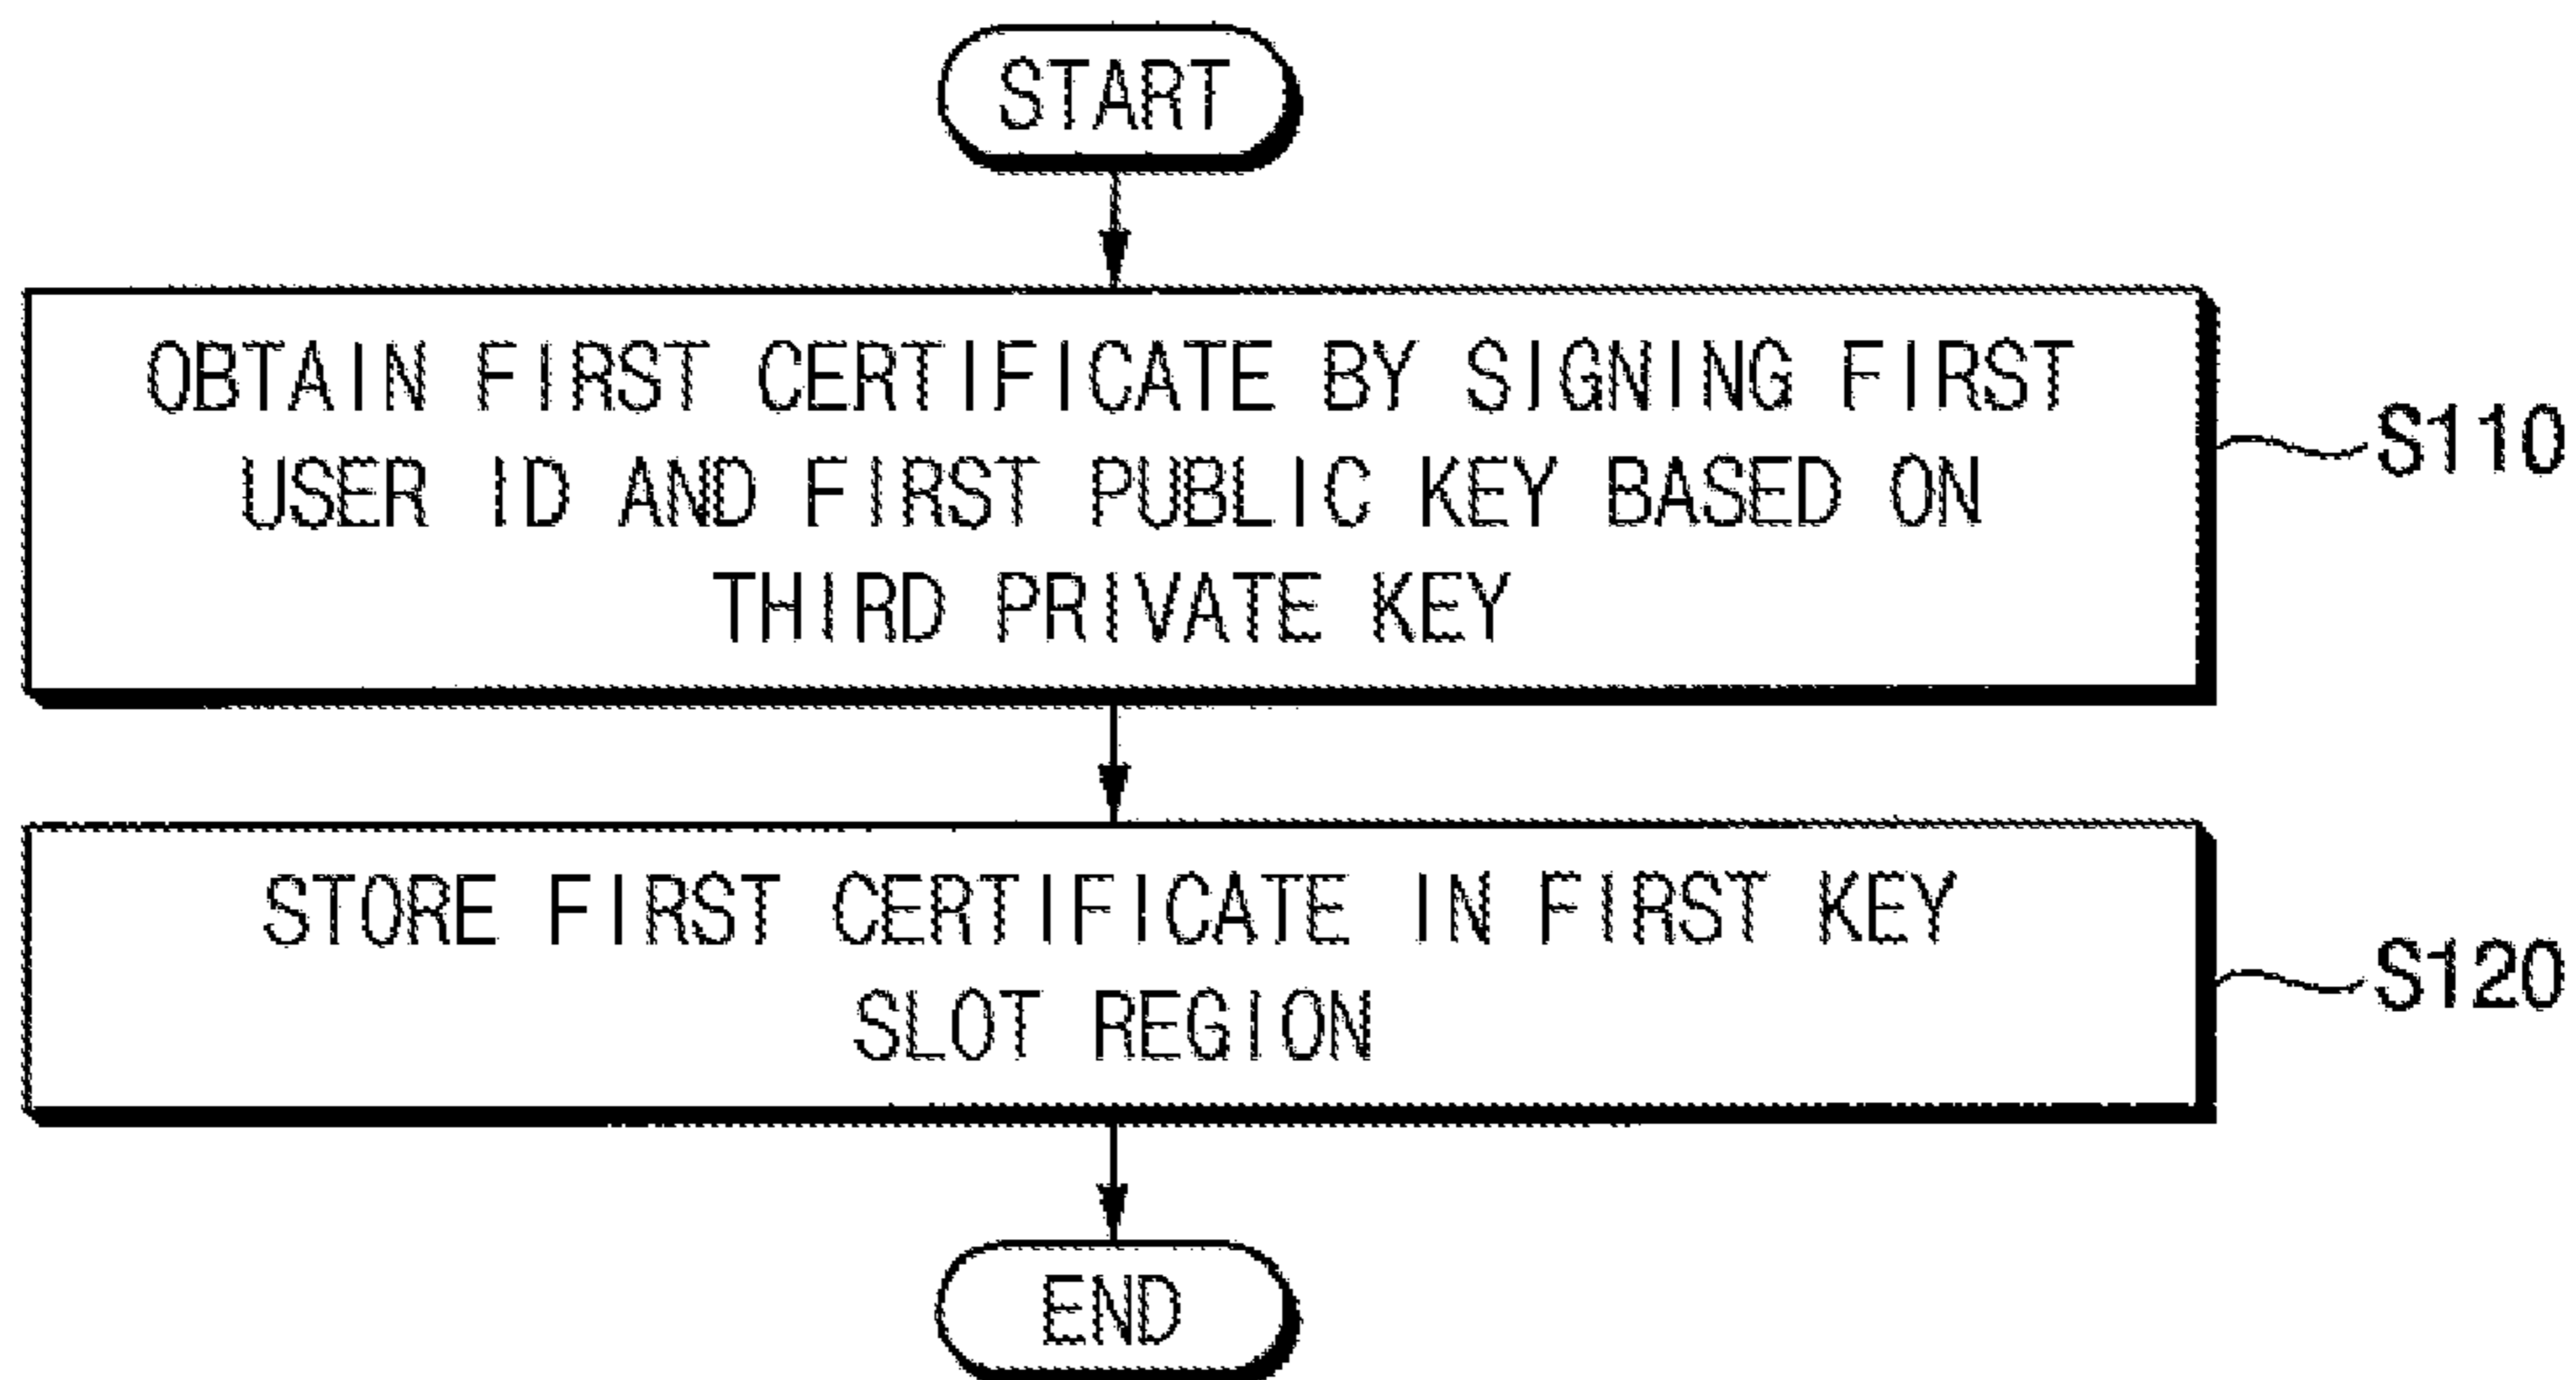 START
OBTAIN FIRST CERTIFICATE BY SIGNING FIRST
USER ID AND FIRST PUBLIC KEY BASED ON
THIRD PRIVATE KEY
S110
STORE FIRST CERTIFICATE IN FIRST KEY
SLOT REGION
S120
END